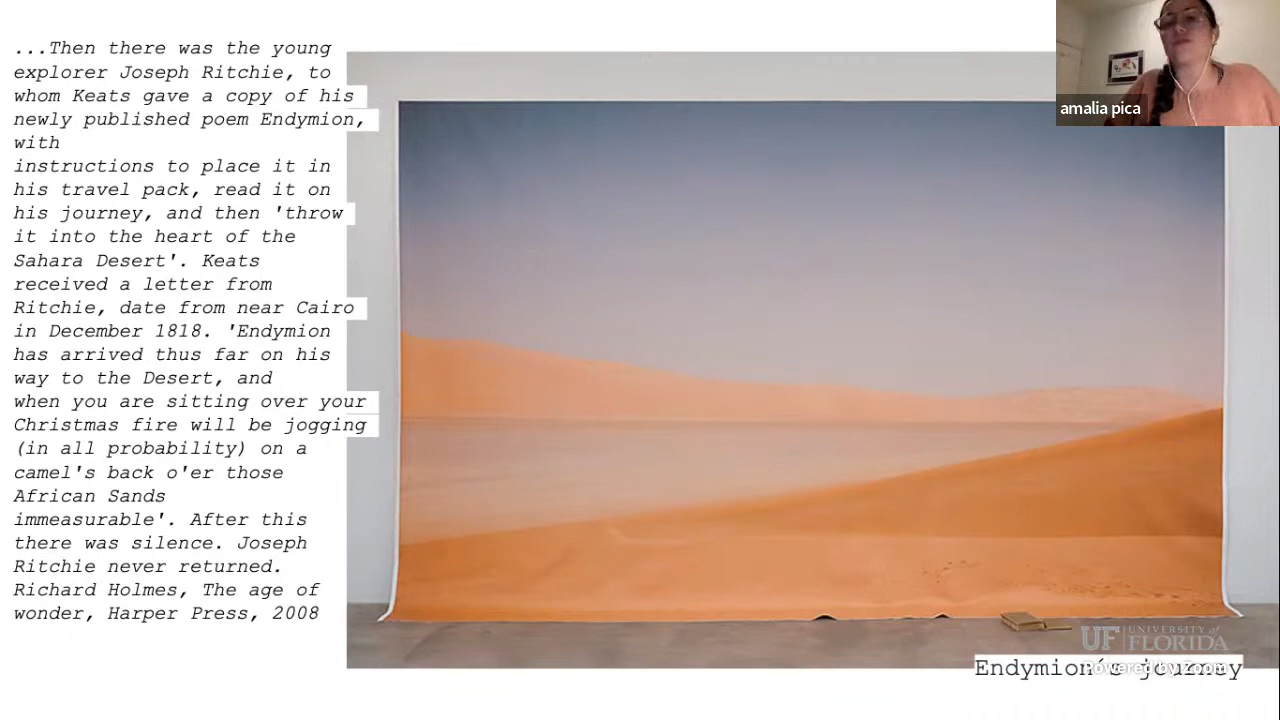 ...Then there was the young
explorer Joseph Ritchie, to
whom Keats gave a copy of his
newly published poem Endymion,
with
instructions to place it in
his travel pack, read it on
his journey, and then 'throw
it into the heart of the
Sahara Desert'. Keats
received a letter from
Ritchie, date from near Cairo
in December 1818. 'Endymion
has arrived thus far on his
way to the Desert, and
when you are sitting over your
Christmas fire will be jogging
(in all probability) on a
camel's back o'er those
African Sands
immeasurable'. After this
there was silence. Joseph
Ritchie never returned.
Richard Holmes, The age of
wonder, Harper Press, 2008
amalia pica
UF UNIVERSITY of
FLORIDA
Powered by Zoom
Endymion´s journey